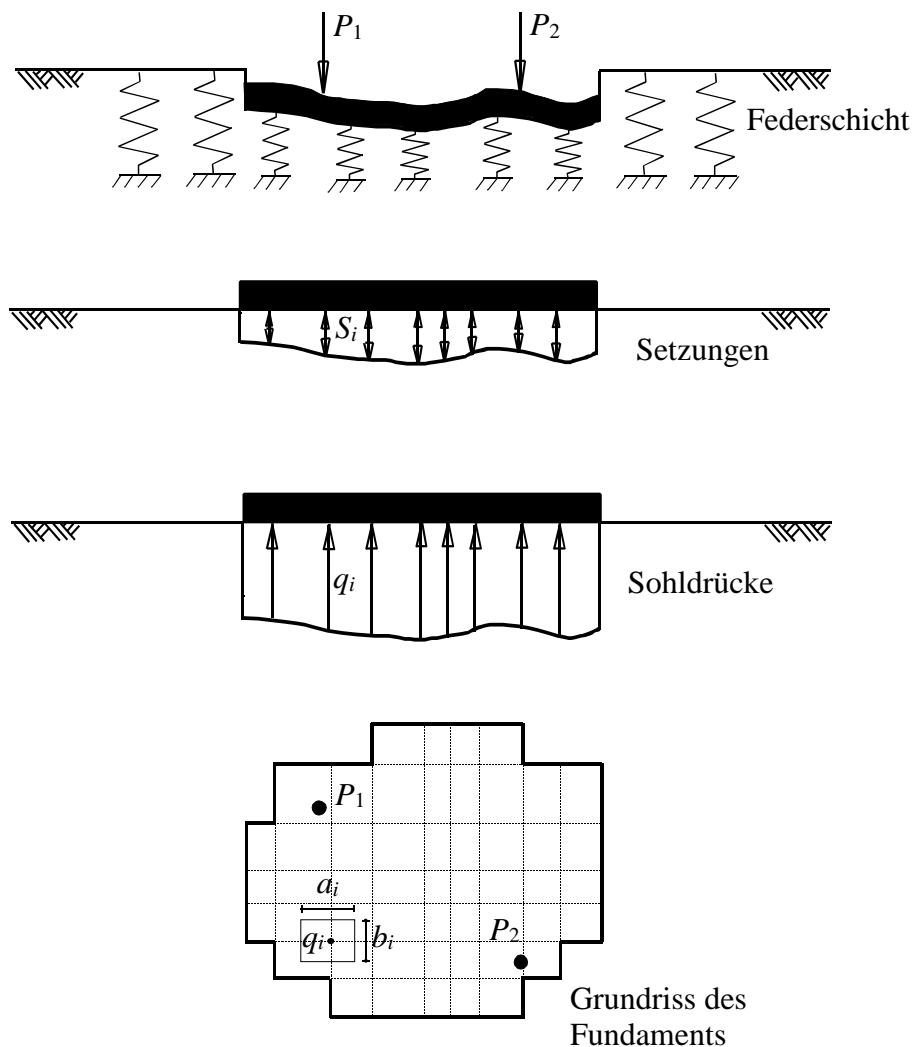 P1
P2
Federschicht
Si
Setzungen
qi
Sohldrücke
P1
ai
qi
bi
P2
Grundriss des
Fundaments